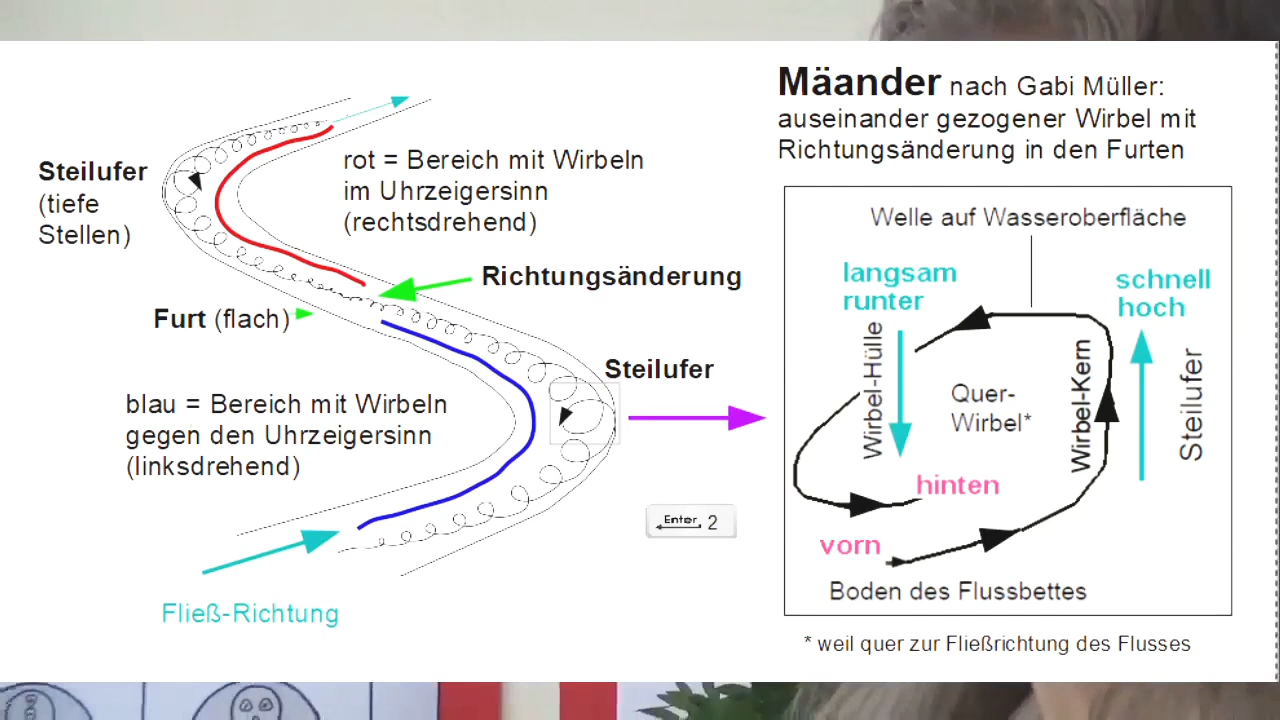 Mäander nach Gabi Müller:
auseinander gezogener Wirbel mit
Richtungsänderung in den Furten
Steilufer
(tiefe
Stellen)
rot = Bereich mit Wirbeln
im Uhrzeigersinn
(rechtsdrehend)
Richtungsänderung
Furt (flach)
Steilufer
blau = Bereich mit Wirbeln
gegen den Uhrzeigersinn
(linksdrehend)
Fließ-Richtung
Enter 2
Welle auf Wasseroberfläche
langsam
runter
schnell
hoch
Wirbel-Hülle
Quer-
Wirbel*
Wirbel-Kern
Steilufer
hinten
vorn
Boden des Flussbettes
* weil quer zur Fließrichtung des Flusses